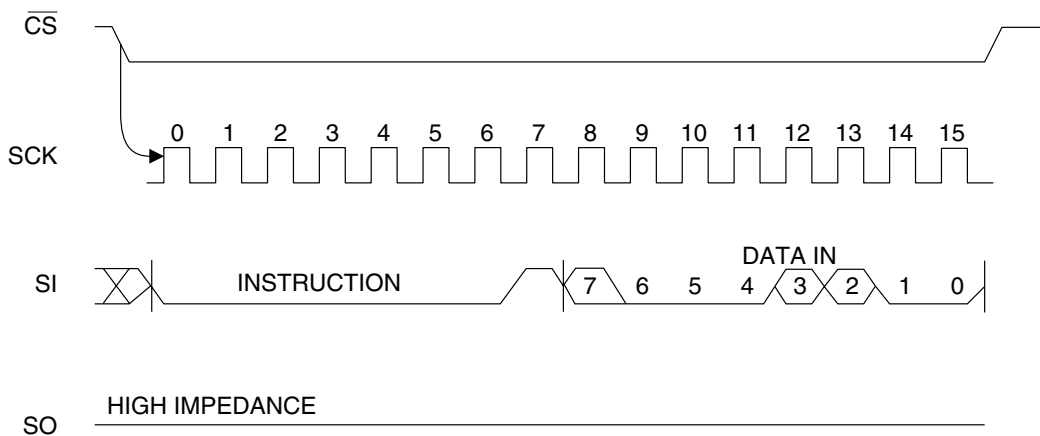 CS
0 1 2 3 4 5 6 7 8 9 10 11 12 13 14 15
SCK
DATA IN
SI INSTRUCTION 7 6 5 4 3 2 1 0
HIGH IMPEDANCE
SO